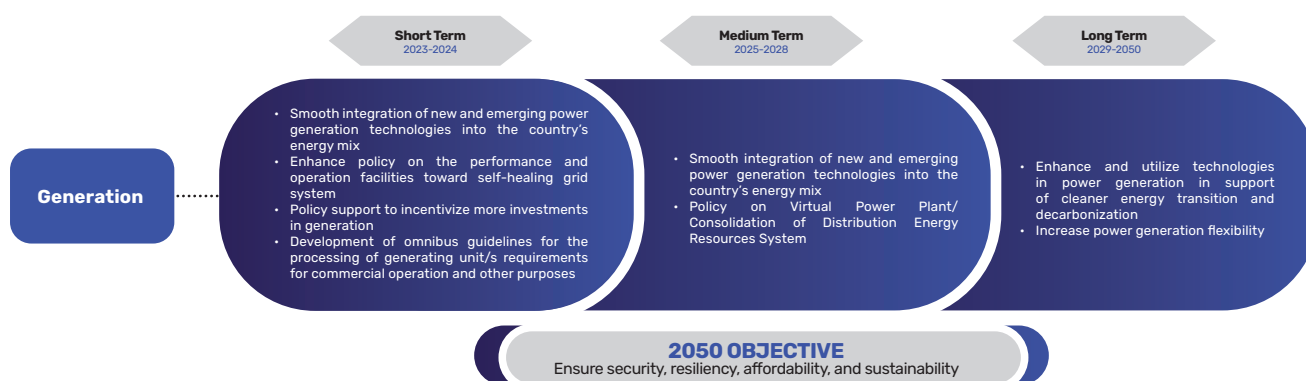 Short Term
2023-2024
Medium Term
2025-2028
Long Term
2029-2050
Generation
• Smooth integration of new and emerging power
generation technologies into the country's
energy mix
• Enhance policy on the performance and
operation facilities toward self-healing grid
system
• Policy support to incentivize more investments
in generation
• Development of omnibus guidelines for the
processing of generating unit/s requirements
for commercial operation and other purposes
• Smooth integration of new and emerging
power generation technologies into the
country's energy mix
• Policy on Virtual Power Plant/
Consolidation of Distribution Energy
Resources System
• Enhance and utilize technologies
in power generation in support
of cleaner energy transition and
decarbonization
• Increase power generation flexibility
2050 OBJECTIVE
Ensure security, resiliency, affordability, and sustainability